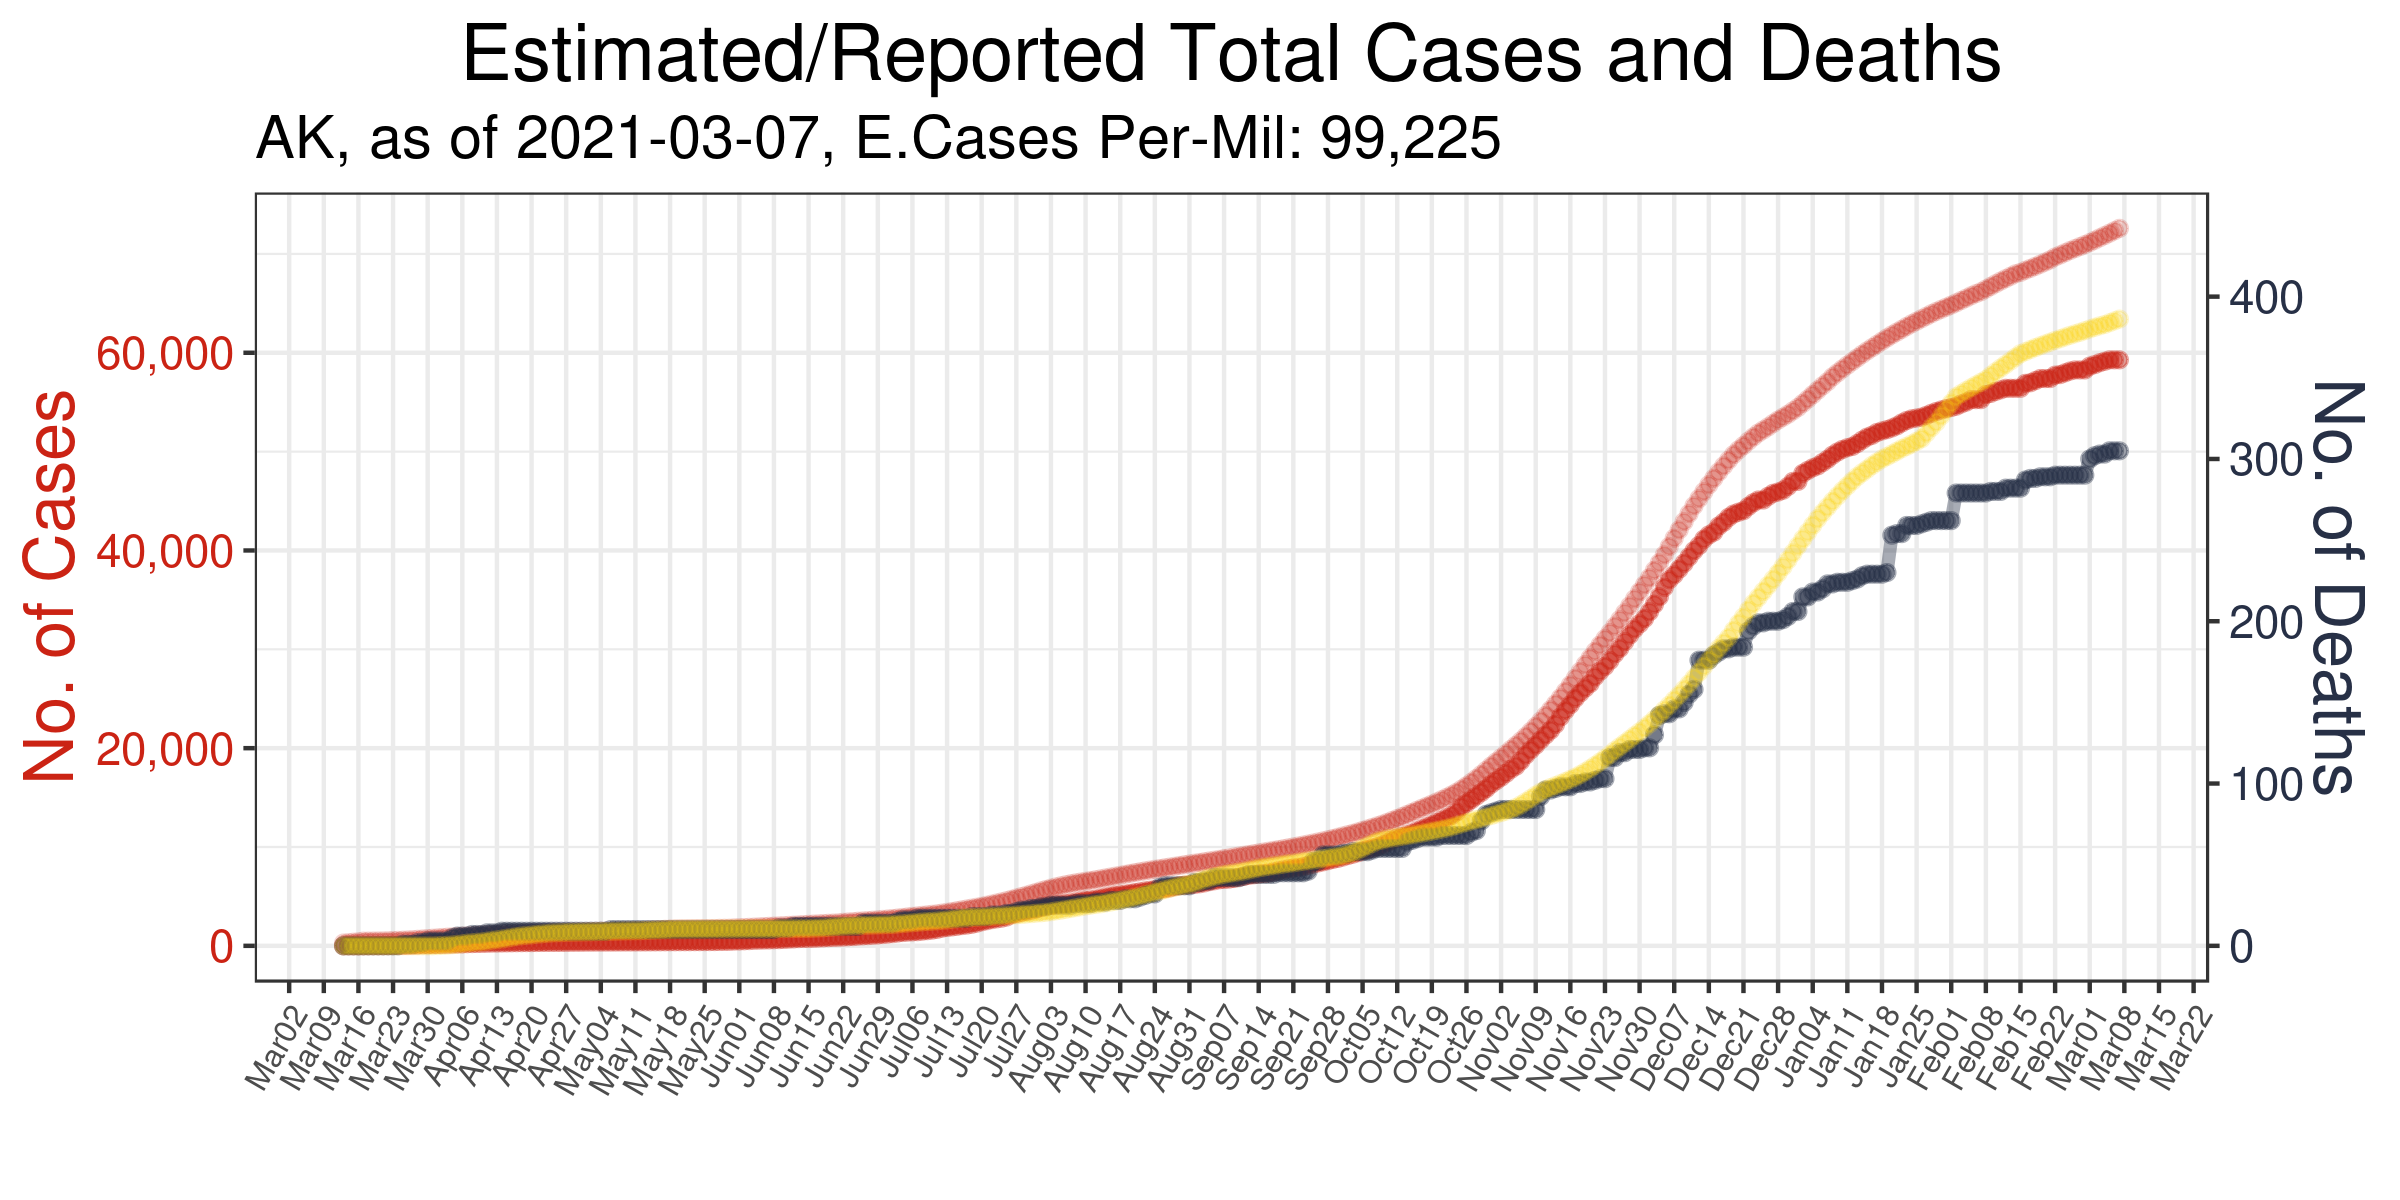 Estimated/Reported Total Cases and Deaths
AK, as of 2021-03-07, E.Cases Per-Mil: 99,225
No. of Cases
60,000
40,000
20,000
0
400
300
200
100
0
No. of Deaths
Mar02
Mar09
Mar16
Mar23
Mar30
Apr06
Apr13
Apr20
Apr27
May04
May11
May18
May25
Jun01
Jun08
Jun15
Jun22
Jun29
Jul06
Jul13
Jul20
Jul27
Aug03
Aug10
Aug17
Aug24
Aug31
Sep07
Sep14
Sep21
Sep28
Oct05
Oct12
Oct19
Oct26
Nov02
Nov09
Nov16
Nov23
Nov30
Dec07
Dec14
Dec21
Dec28
Jan04
Jan11
Jan18
Jan25
Feb01
Feb08
Feb15
Feb22
Mar01
Mar08
Mar15
Mar22